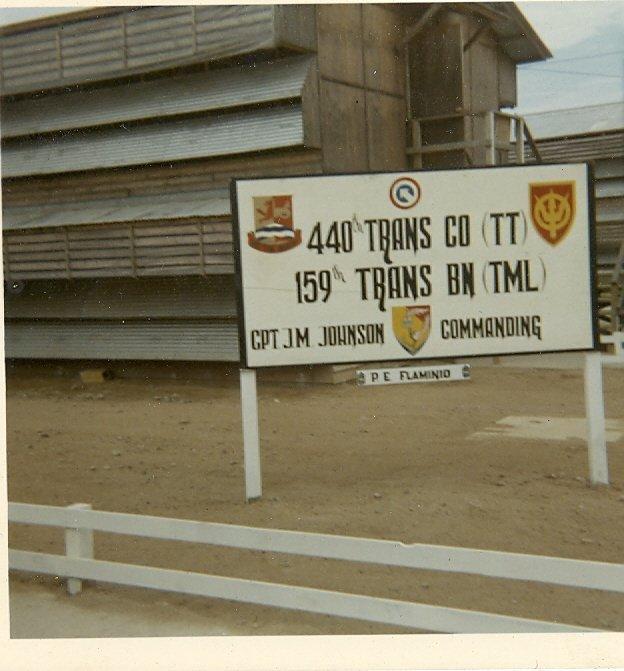 440th TRANS CO (TT)
159th TRANS BN (TML)
CPT J.M. JOHNSON COMMANDING
P E FLAMINIO